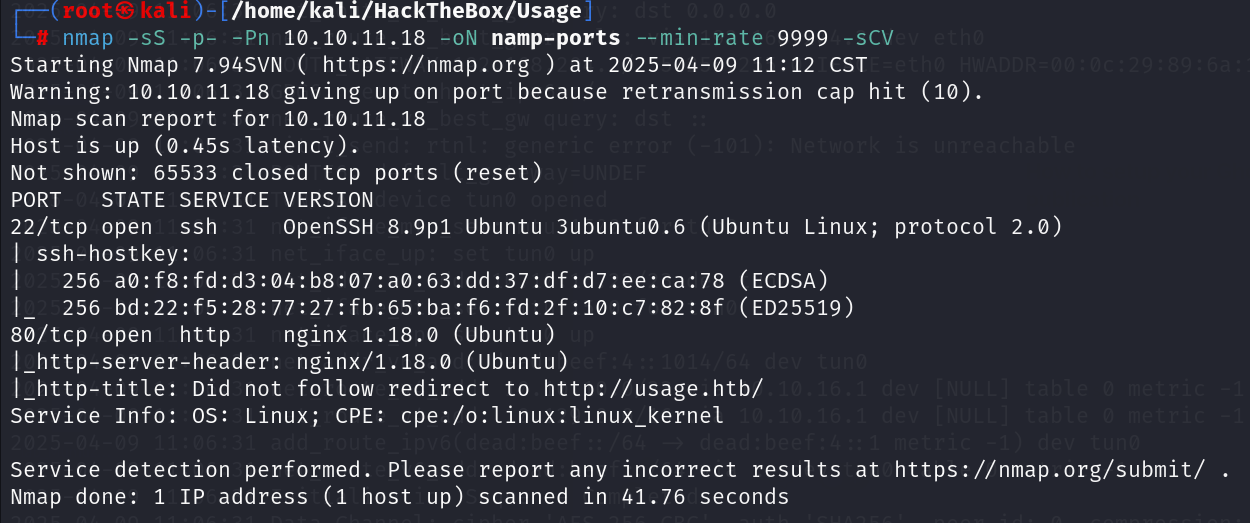 ┌──(root㉿kali)-[/home/kali/HackTheBox/Usage]
└─# nmap -sS -p- -Pn 10.10.11.18 -oN namp-ports --min-rate 9999 -sCV
Starting Nmap 7.94SVN ( https://nmap.org ) at 2025-04-09 11:12 CST
Warning: 10.10.11.18 giving up on port because retransmission cap hit (10).
Nmap scan report for 10.10.11.18
Host is up (0.45s latency).
Not shown: 65533 closed tcp ports (reset)
PORT   STATE SERVICE VERSION
22/tcp open  ssh     OpenSSH 8.9p1 Ubuntu 3ubuntu0.6 (Ubuntu Linux; protocol 2.0)
| ssh-hostkey:
|   256 a0:f8:fd:d3:04:b8:07:a0:63:dd:37:df:d7:ee:ca:78 (ECDSA)
|_  256 bd:22:f5:28:77:27:fb:65:ba:f6:fd:2f:10:c7:82:8f (ED25519)
80/tcp open  http    nginx 1.18.0 (Ubuntu)
|_http-server-header: nginx/1.18.0 (Ubuntu)
|_http-title: Did not follow redirect to http://usage.htb/
Service Info: OS: Linux; CPE: cpe:/o:linux:linux_kernel

Service detection performed. Please report any incorrect results at https://nmap.org/submit/ .
Nmap done: 1 IP address (1 host up) scanned in 41.76 seconds